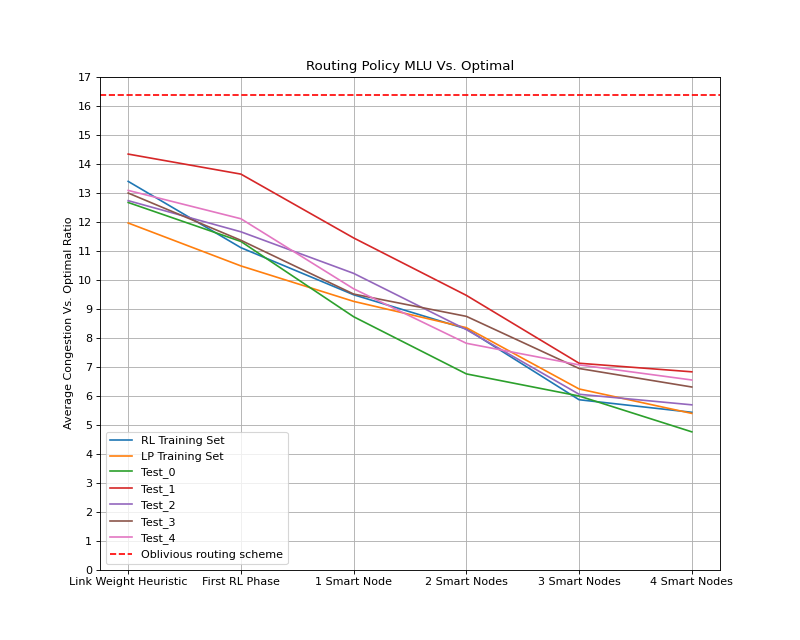 Routing Policy MLU Vs. Optimal
Average Congestion Vs. Optimal Ratio
17
16
15
14
13
12
11
10
9
8
7
6
5
4
3
2
1
0
RL Training Set
LP Training Set
Test_0
Test_1
Test_2
Test_3
Test_4
Oblivious routing scheme
Link Weight Heuristic
First RL Phase
1 Smart Node
2 Smart Nodes
3 Smart Nodes
4 Smart Nodes